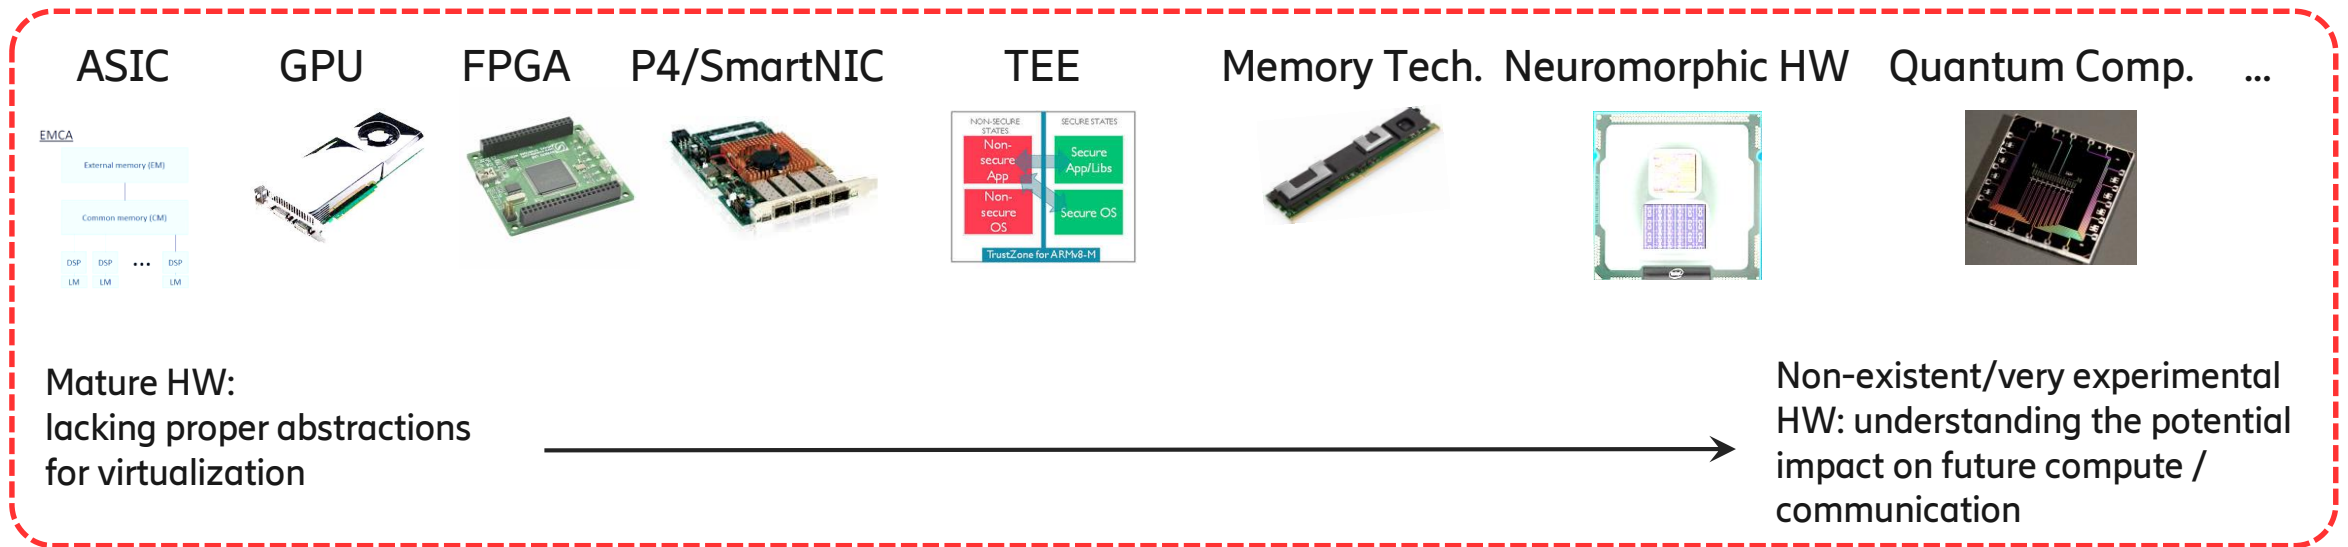 ASIC GPU FPGA P4/SmartNIC TEE Memory Tech. Neuromorphic HW Quantum Comp. ...
EMCA
External memory (EM)
Common memory (CM)
DSP DSP ••• DSP
LM LM LM
NON-SECURE STATES
SECURE STATES
Non-secure App
Secure App/Libs
Non-secure OS
Secure OS
TrustZone for ARMv8-M
Mature HW:
lacking proper abstractions
for virtualization
Non-existent/very experimental
HW: understanding the potential
impact on future compute /
communication